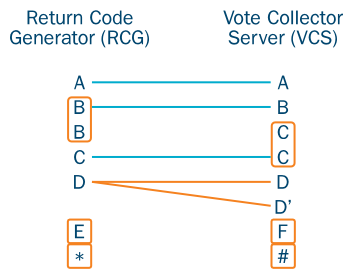 Return Code
Generator (RCG)
Vote Collector
Server (VCS)
A A
B B
B C
C C
D D
D’
E F
* #